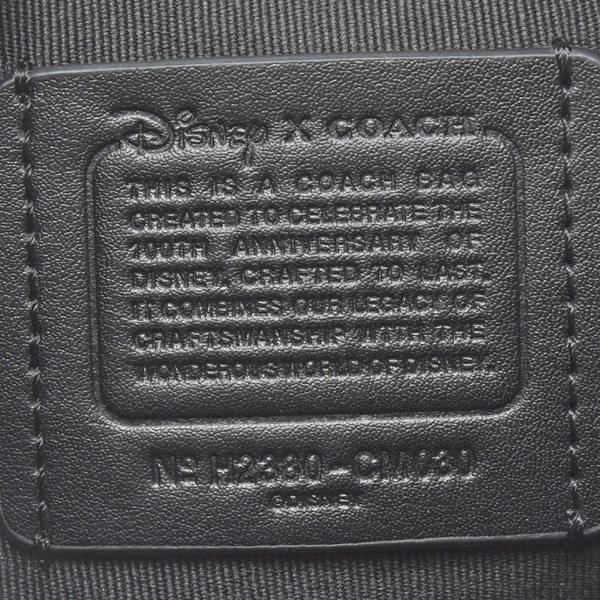 Disney X COACH
THIS IS A COACH BAG
CREATED TO CELEBRATE THE
100TH ANNIVERSARY OF
DISNEY. CRAFTED TO LAST,
IT COMBINES OUR LEGACY OF
CRAFTSMANSHIP WITH THE
WONDEROUS WORLD OF DISNEY.
Nº H2380-CM030
©DISNEY